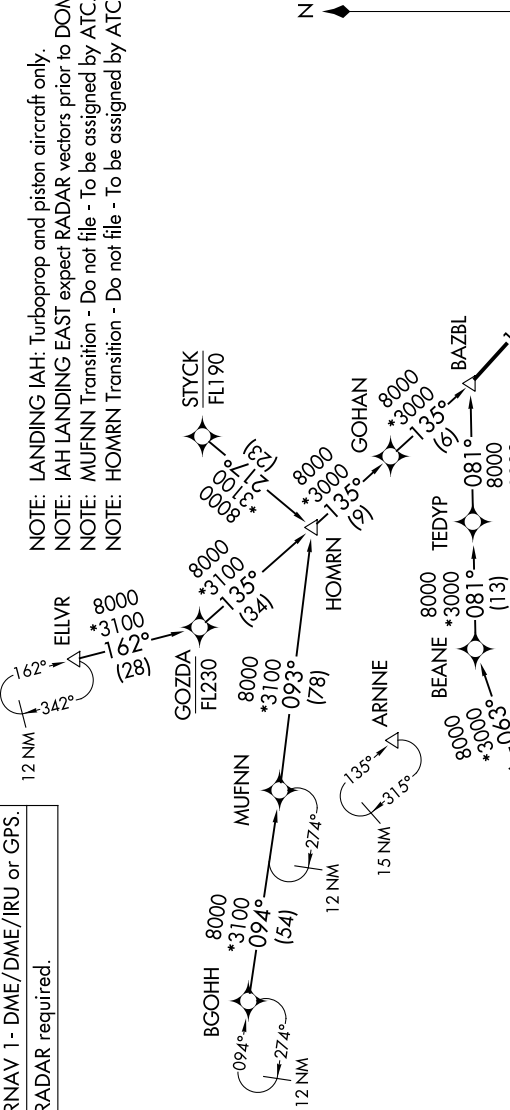 RNAV 1- DME/DME/IRU or GPS.
RADAR required.
NOTE: LANDING IAH: Turboprop and piston aircraft only.
NOTE: IAH LANDING EAST expect RADAR vectors prior to DOM
NOTE: MUFNN Transition - Do not file - To be assigned by ATC.
NOTE: HOMRN Transition - Do not file - To be assigned by ATC
N
ELLVR
162°
342°
12 NM
8000
*3100
162°
(28)
GOZDA
FL230
8000
*3100
135°
(34)
STYCK
FL190
8000
*3100
217°
(23)
HOMRN
8000
*3000
135°
(9)
GOHAN
8000
*3000
135°
(6)
BAZBL
BGOHH
094°
274°
12 NM
8000
*3100
094°
(54)
MUFNN
274°
12 NM
8000
*3100
093°
(78)
ARNNE
135°
315°
15 NM
BEANE
8000
*3000
063°
8000
*3000
081°
(13)
TEDYP
081°
8000